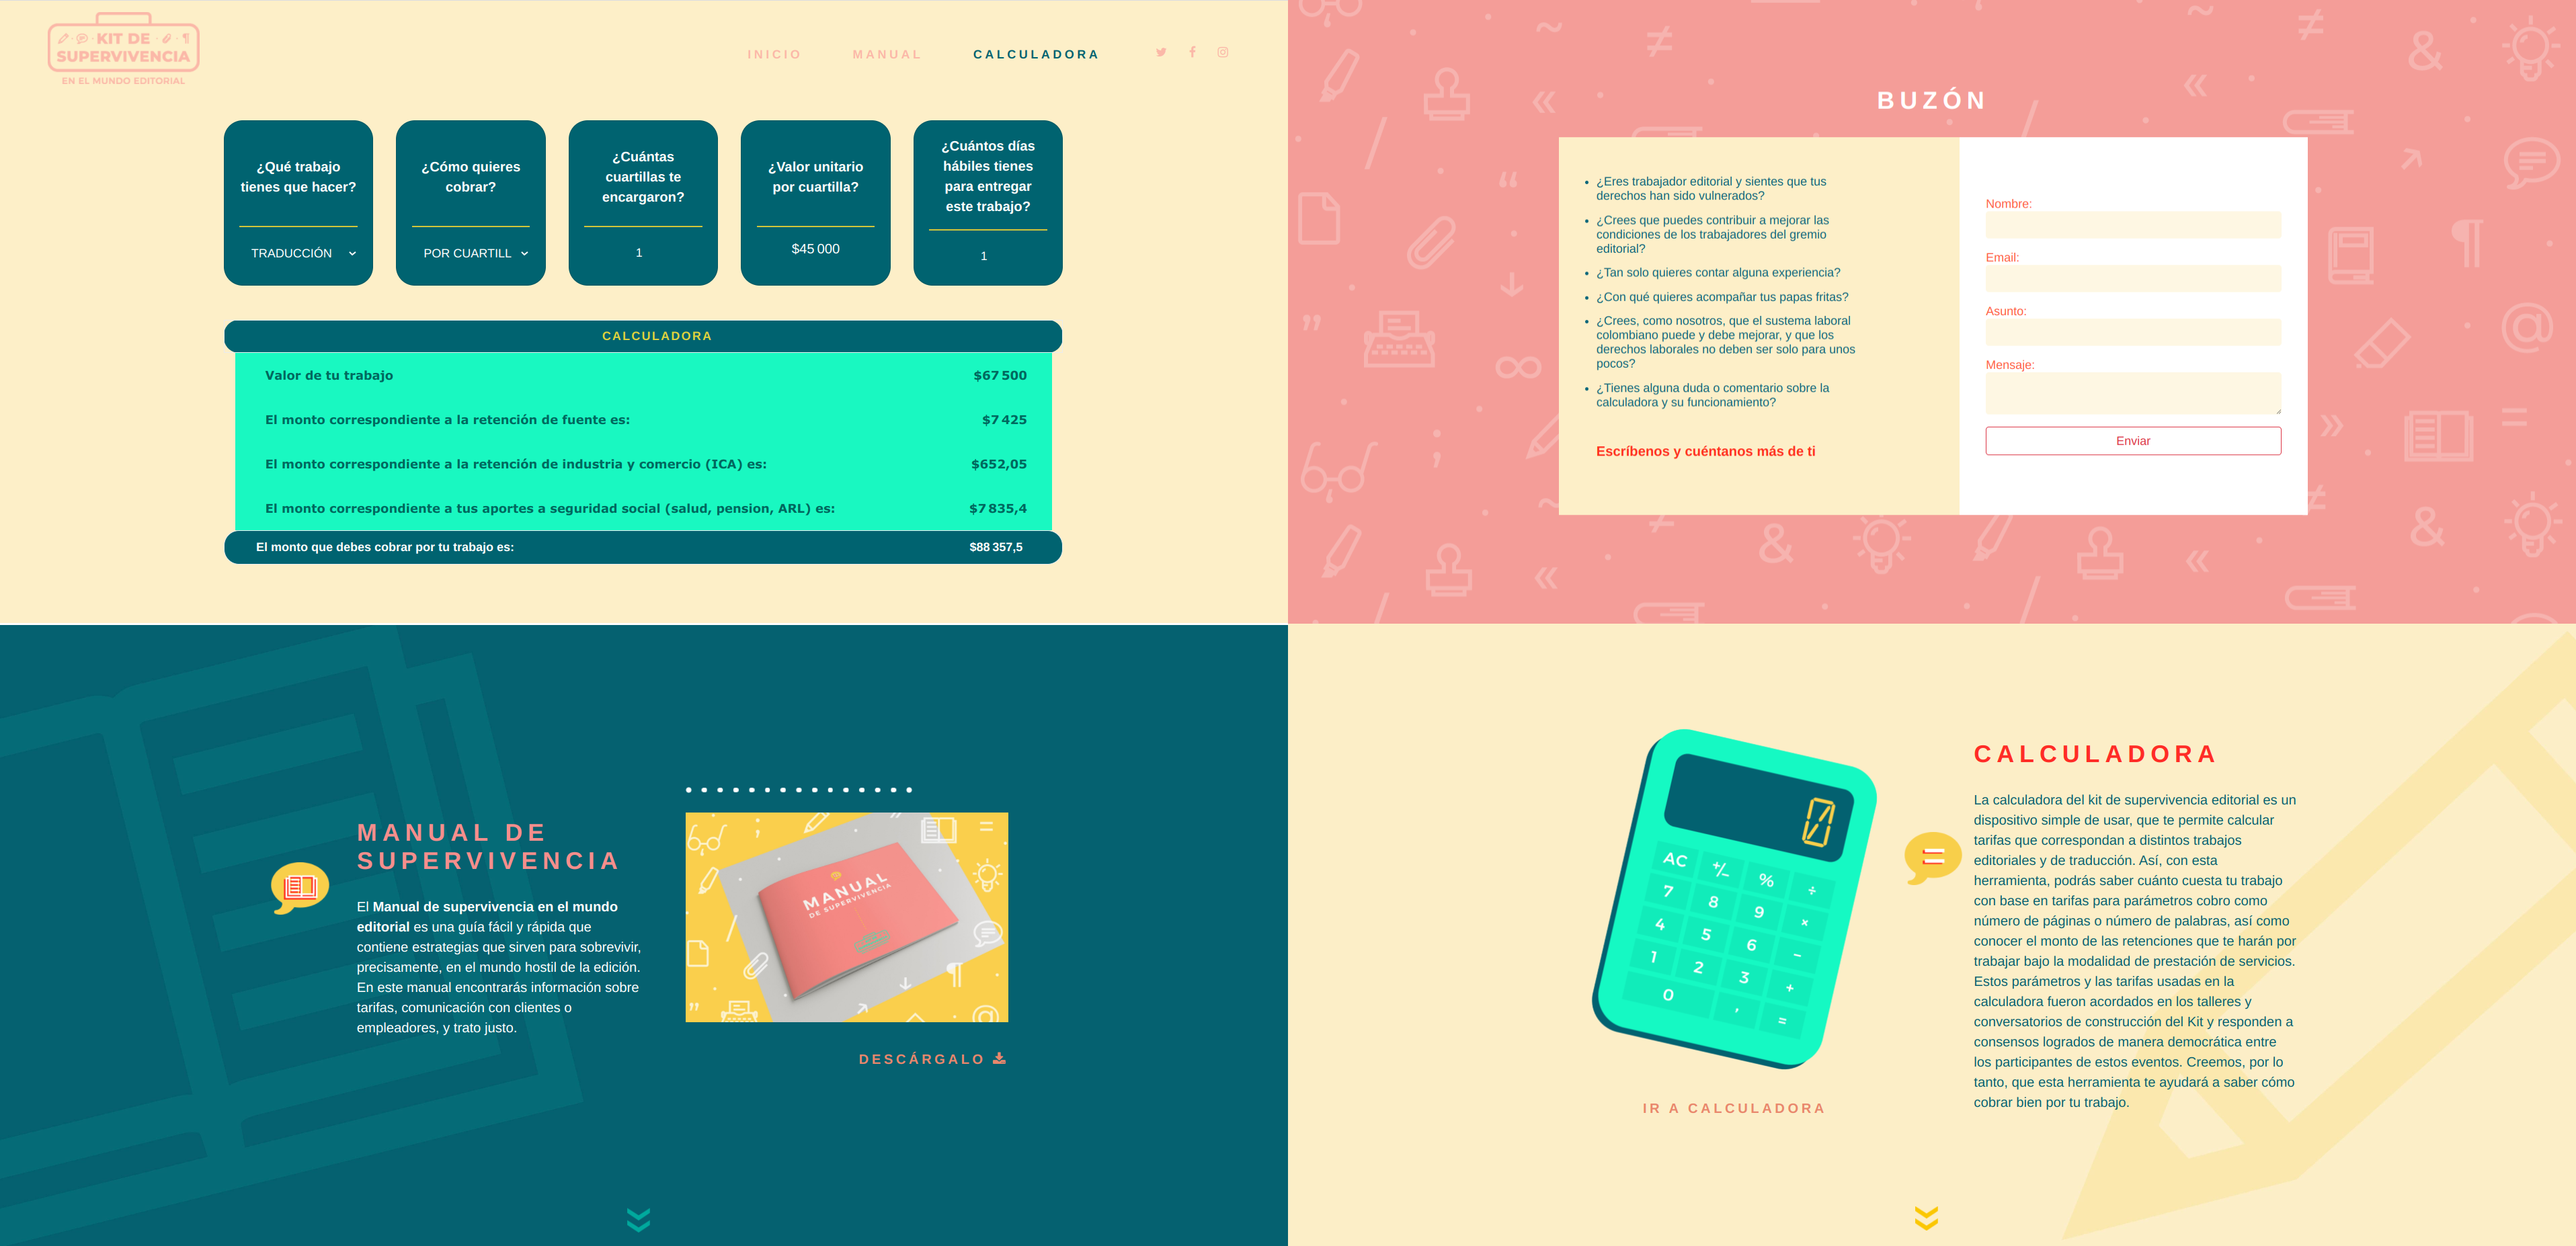 KIT DE
SUPERVIVENCIA
EN EL MUNDO EDITORIAL
INICIO
MANUAL
CALCULADORA
¿Qué trabajo
tienes que hacer?
TRADUCCIÓN
¿Cómo quieres
cobrar?
POR CUARTILL
¿Cuántas
cuartillas te
encargaron?
1
¿Valor unitario
por cuartilla?
$45 000
¿Cuántos días
hábiles tienes
para entregar
este trabajo?
1
CALCULADORA
Valor de tu trabajo $67 500
El monto correspondiente a la retención de fuente es: $7 425
El monto correspondiente a la retención de industria y comercio (ICA) es: $652,05
El monto correspondiente a tus aportes a seguridad social (salud, pension, ARL) es: $7 835,4
El monto que debes cobrar por tu trabajo es: $88 357,5
BUZÓN
• ¿Eres trabajador editorial y sientes que tus
derechos han sido vulnerados?
• ¿Crees que puedes contribuir a mejorar las
condiciones de los trabajadores del gremio
editorial?
• ¿Tan solo quieres contar alguna experiencia?
• ¿Con qué quieres acompañar tus papas fritas?
• ¿Crees, como nosotros, que el sustema laboral
colombiano puede y debe mejorar, y que los
derechos laborales no deben ser solo para unos
pocos?
• ¿Tienes alguna duda o comentario sobre la
calculadora y su funcionamiento?
Escríbenos y cuéntanos más de ti
Nombre:
Email:
Asunto:
Mensaje:
Enviar
MANUAL DE
SUPERVIVENCIA
El Manual de supervivencia en el mundo
editorial es una guía fácil y rápida que
contiene estrategias que sirven para sobrevivir,
precisamente, en el mundo hostil de la edición.
En este manual encontrarás información sobre
tarifas, comunicación con clientes o
empleadores, y trato justo.
MANUAL
DE SUPERVIVENCIA
DESCÁRGALO
0
AC +/- % ÷
7 8 9 ×
4 5 6 −
1 2 3 +
0 , =
IR A CALCULADORA
CALCULADORA
La calculadora del kit de supervivencia editorial es un
dispositivo simple de usar, que te permite calcular
tarifas que correspondan a distintos trabajos
editoriales y de traducción. Así, con esta
herramienta, podrás saber cuánto cuesta tu trabajo
con base en tarifas para parámetros cobro como
número de páginas o número de palabras, así como
conocer el monto de las retenciones que te harán por
trabajar bajo la modalidad de prestación de servicios.
Estos parámetros y las tarifas usadas en la
calculadora fueron acordados en los talleres y
conversatorios de construcción del Kit y responden a
consensos logrados de manera democrática entre
los participantes de estos eventos. Creemos, por lo
tanto, que esta herramienta te ayudará a saber cómo
cobrar bien por tu trabajo.